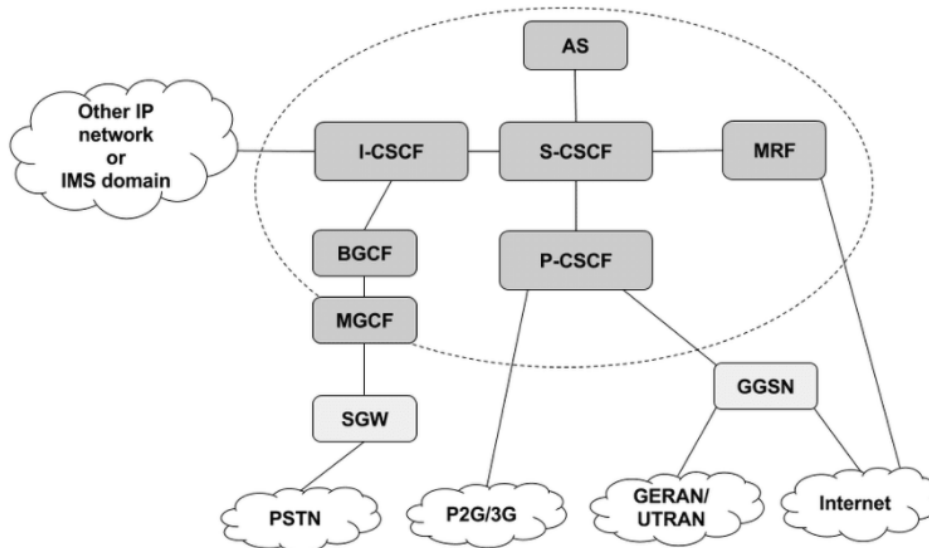 AS
Other IP
network
or
IMS domain
I-CSCF
S-CSCF
MRF
BGCF
P-CSCF
MGCF
GGSN
SGW
PSTN
P2G/3G
GERAN/
UTRAN
Internet